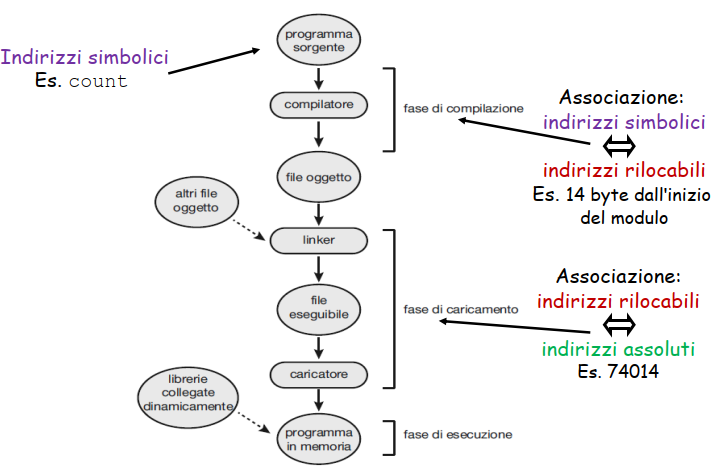 programma
sorgente
Indirizzi simbolici
Es. count
compilatore
fase di compilazione
Associazione:
indirizzi simbolici
indirizzi rilocabili
Es. 14 byte dall'inizio
del modulo
file oggetto
altri file
oggetto
linker
file
eseguibile
fase di caricamento
Associazione:
indirizzi rilocabili
indirizzi assoluti
Es. 74014
caricatore
librerie
collegate
dinamicamente
programma
in memoria
fase di esecuzione